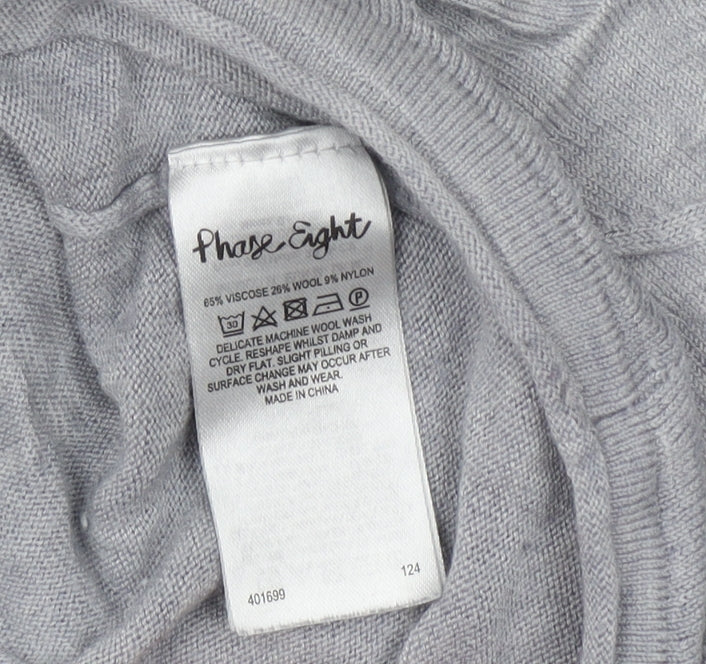 Phase Eight
65% VISCOSE 26% WOOL 9% NYLON
30 P
DELICATE MACHINE WOOL WASH
CYCLE. RESHAPE WHILST DAMP AND
DRY FLAT. SLIGHT PILLING OR
SURFACE CHANGE MAY OCCUR AFTER
WASH AND WEAR.
MADE IN CHINA
401699 124